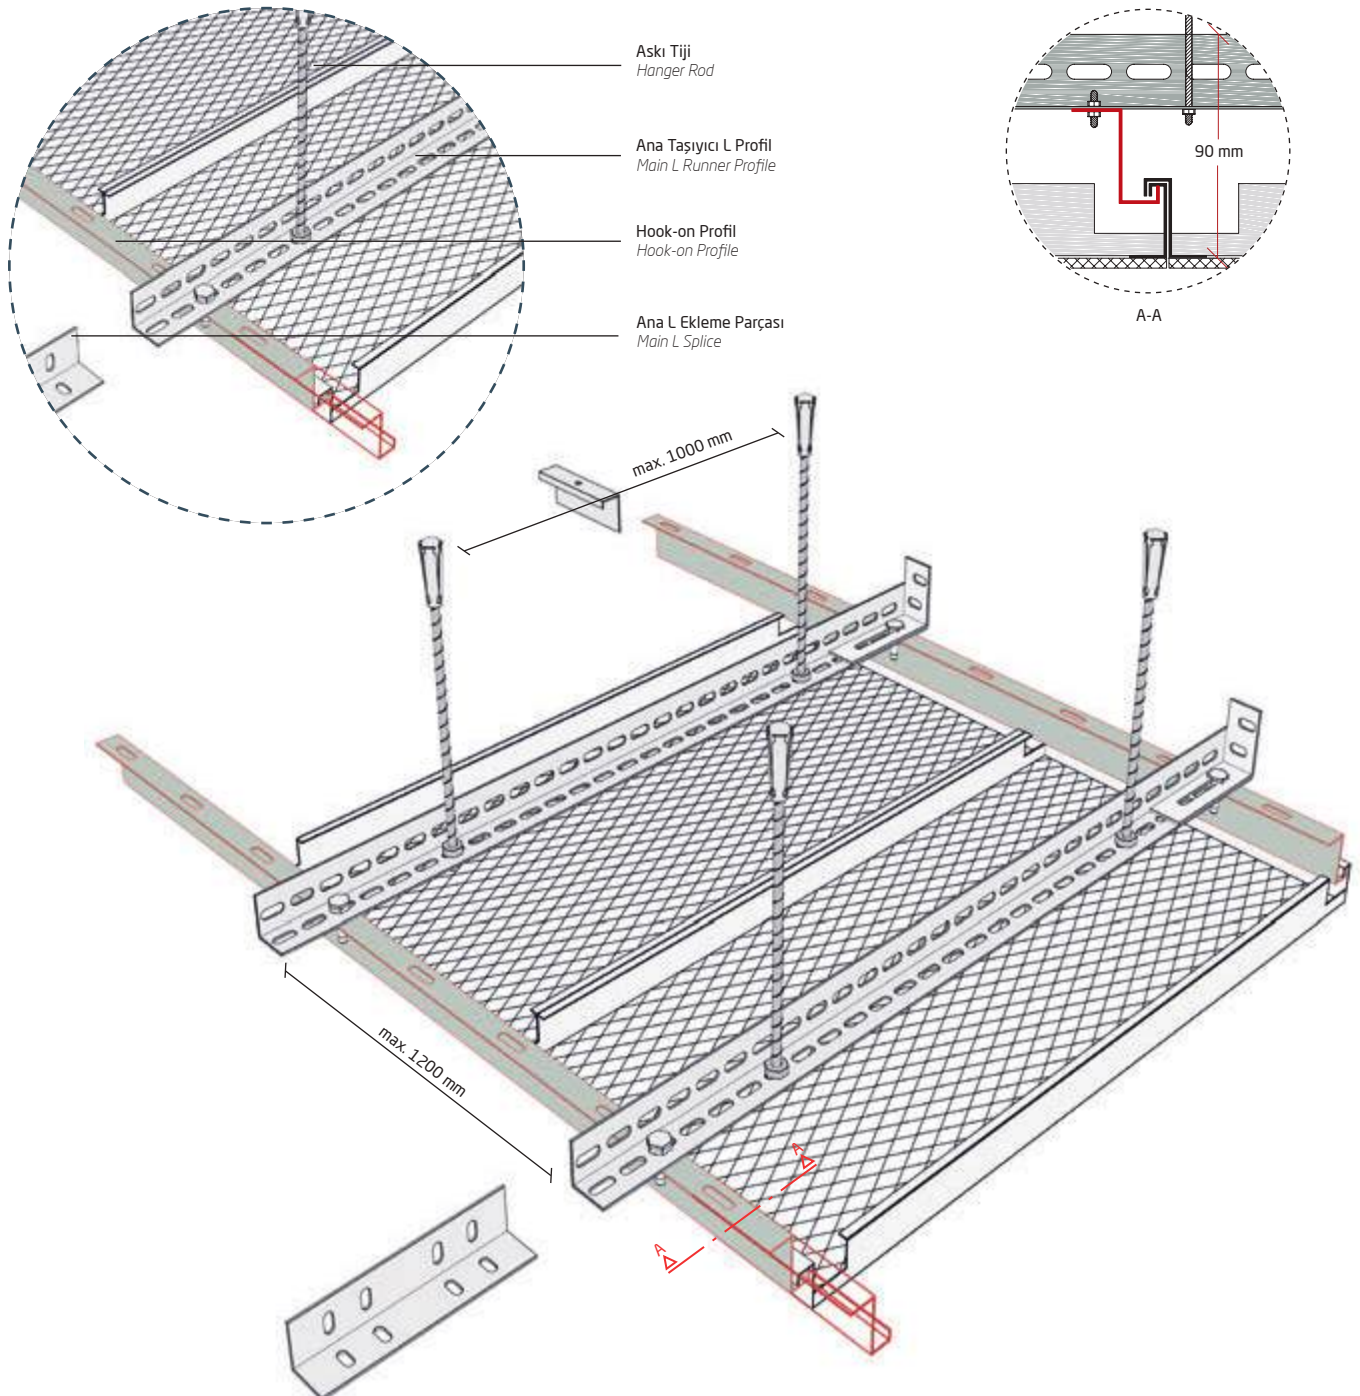 Askı Tiji
Hanger Rod
Ana Taşıyıcı L Profil
Main L Runner Profile
Hook-on Profil
Hook-on Profile
Ana L Ekleme Parçası
Main L Splice
90 mm
A-A
max. 1000 mm
max. 1200 mm
A
A